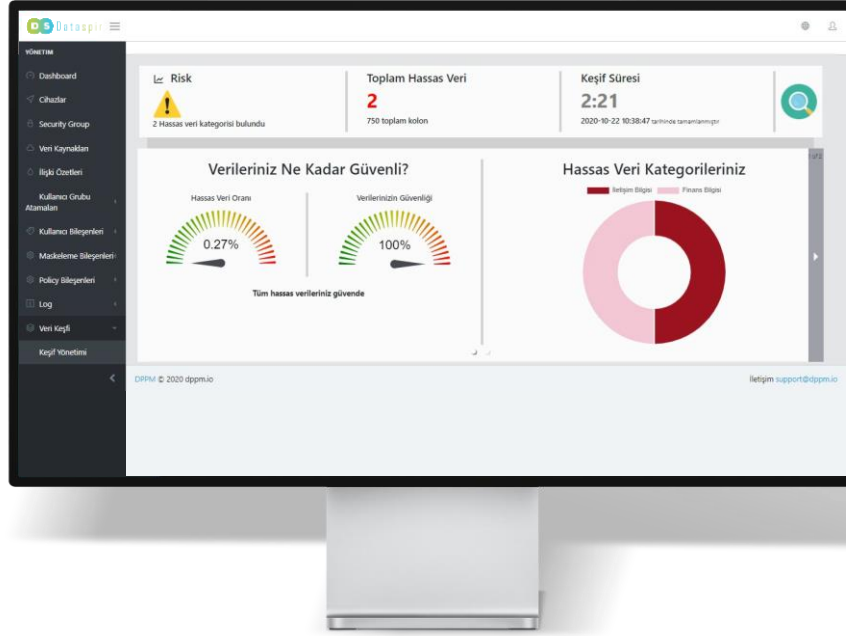 DS Dataspir
YÖNETIM
Dashboard
Cihazlar
Security Group
Veri Kaynakları
İlişki Özetleri
Kullanıcı Grubu
Atamaları
Kullanıcı Bileşenleri
Maskeleme Bileşenleri
Policy Bileşenleri
Log
Veri Keşfi
Keşif Yönetimi
Risk
2 Hassas veri kategorisi bulundu
Toplam Hassas Veri
2
750 toplam kolon
Keşif Süresi
2:21
2020-10-22 10:38:47 tarihinde tamamlanmıştır
Verileriniz Ne Kadar Güvenli?
Hassas Veri Oranı
0.27%
Verilerinizin Güvenliği
100%
Tüm hassas verileriniz güvende
Hassas Veri Kategorileriniz
İletişim Bilgisi
Finans Bilgisi
DPPM © 2020 dppm.io
İletişim support@dppm.io